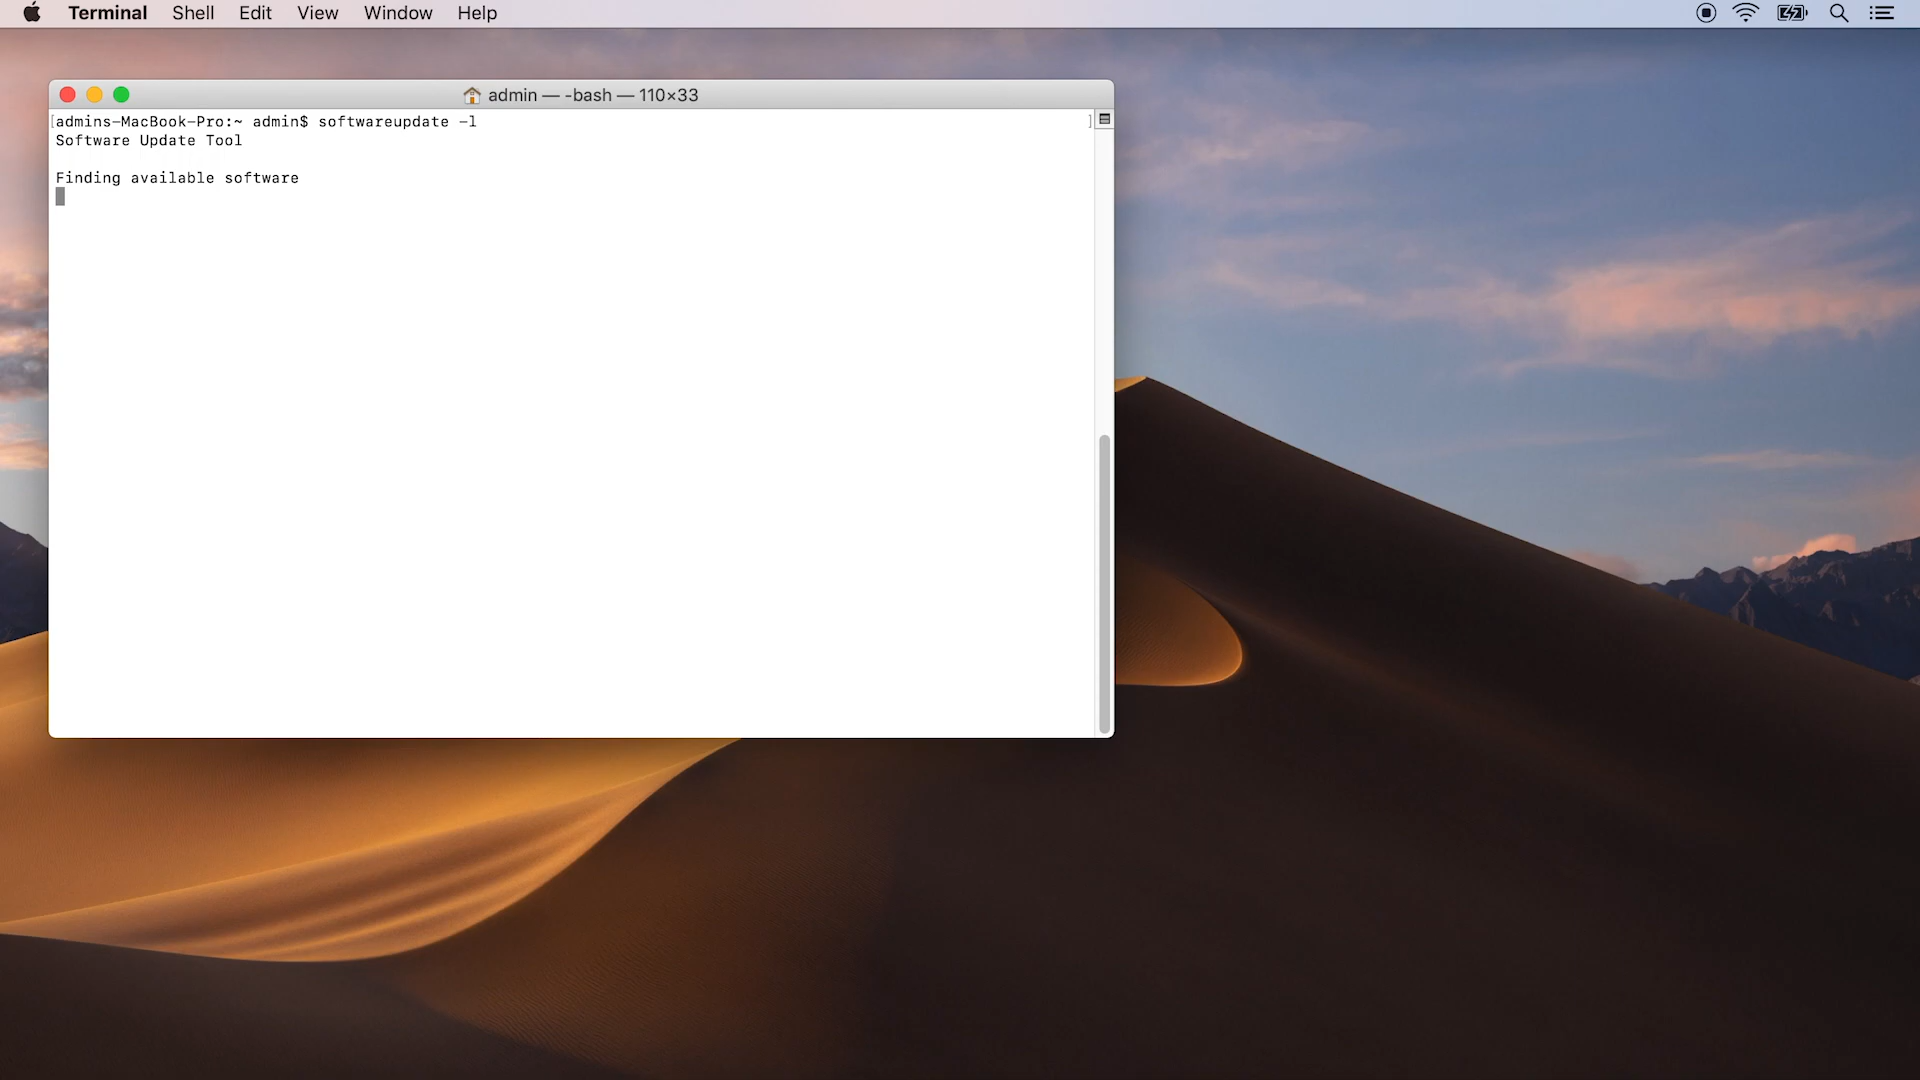 Terminal Shell Edit View Window Help
admin — -bash — 110×33
[admins-MacBook-Pro:~ admin$ softwareupdate -l ]
Software Update Tool
Finding available software